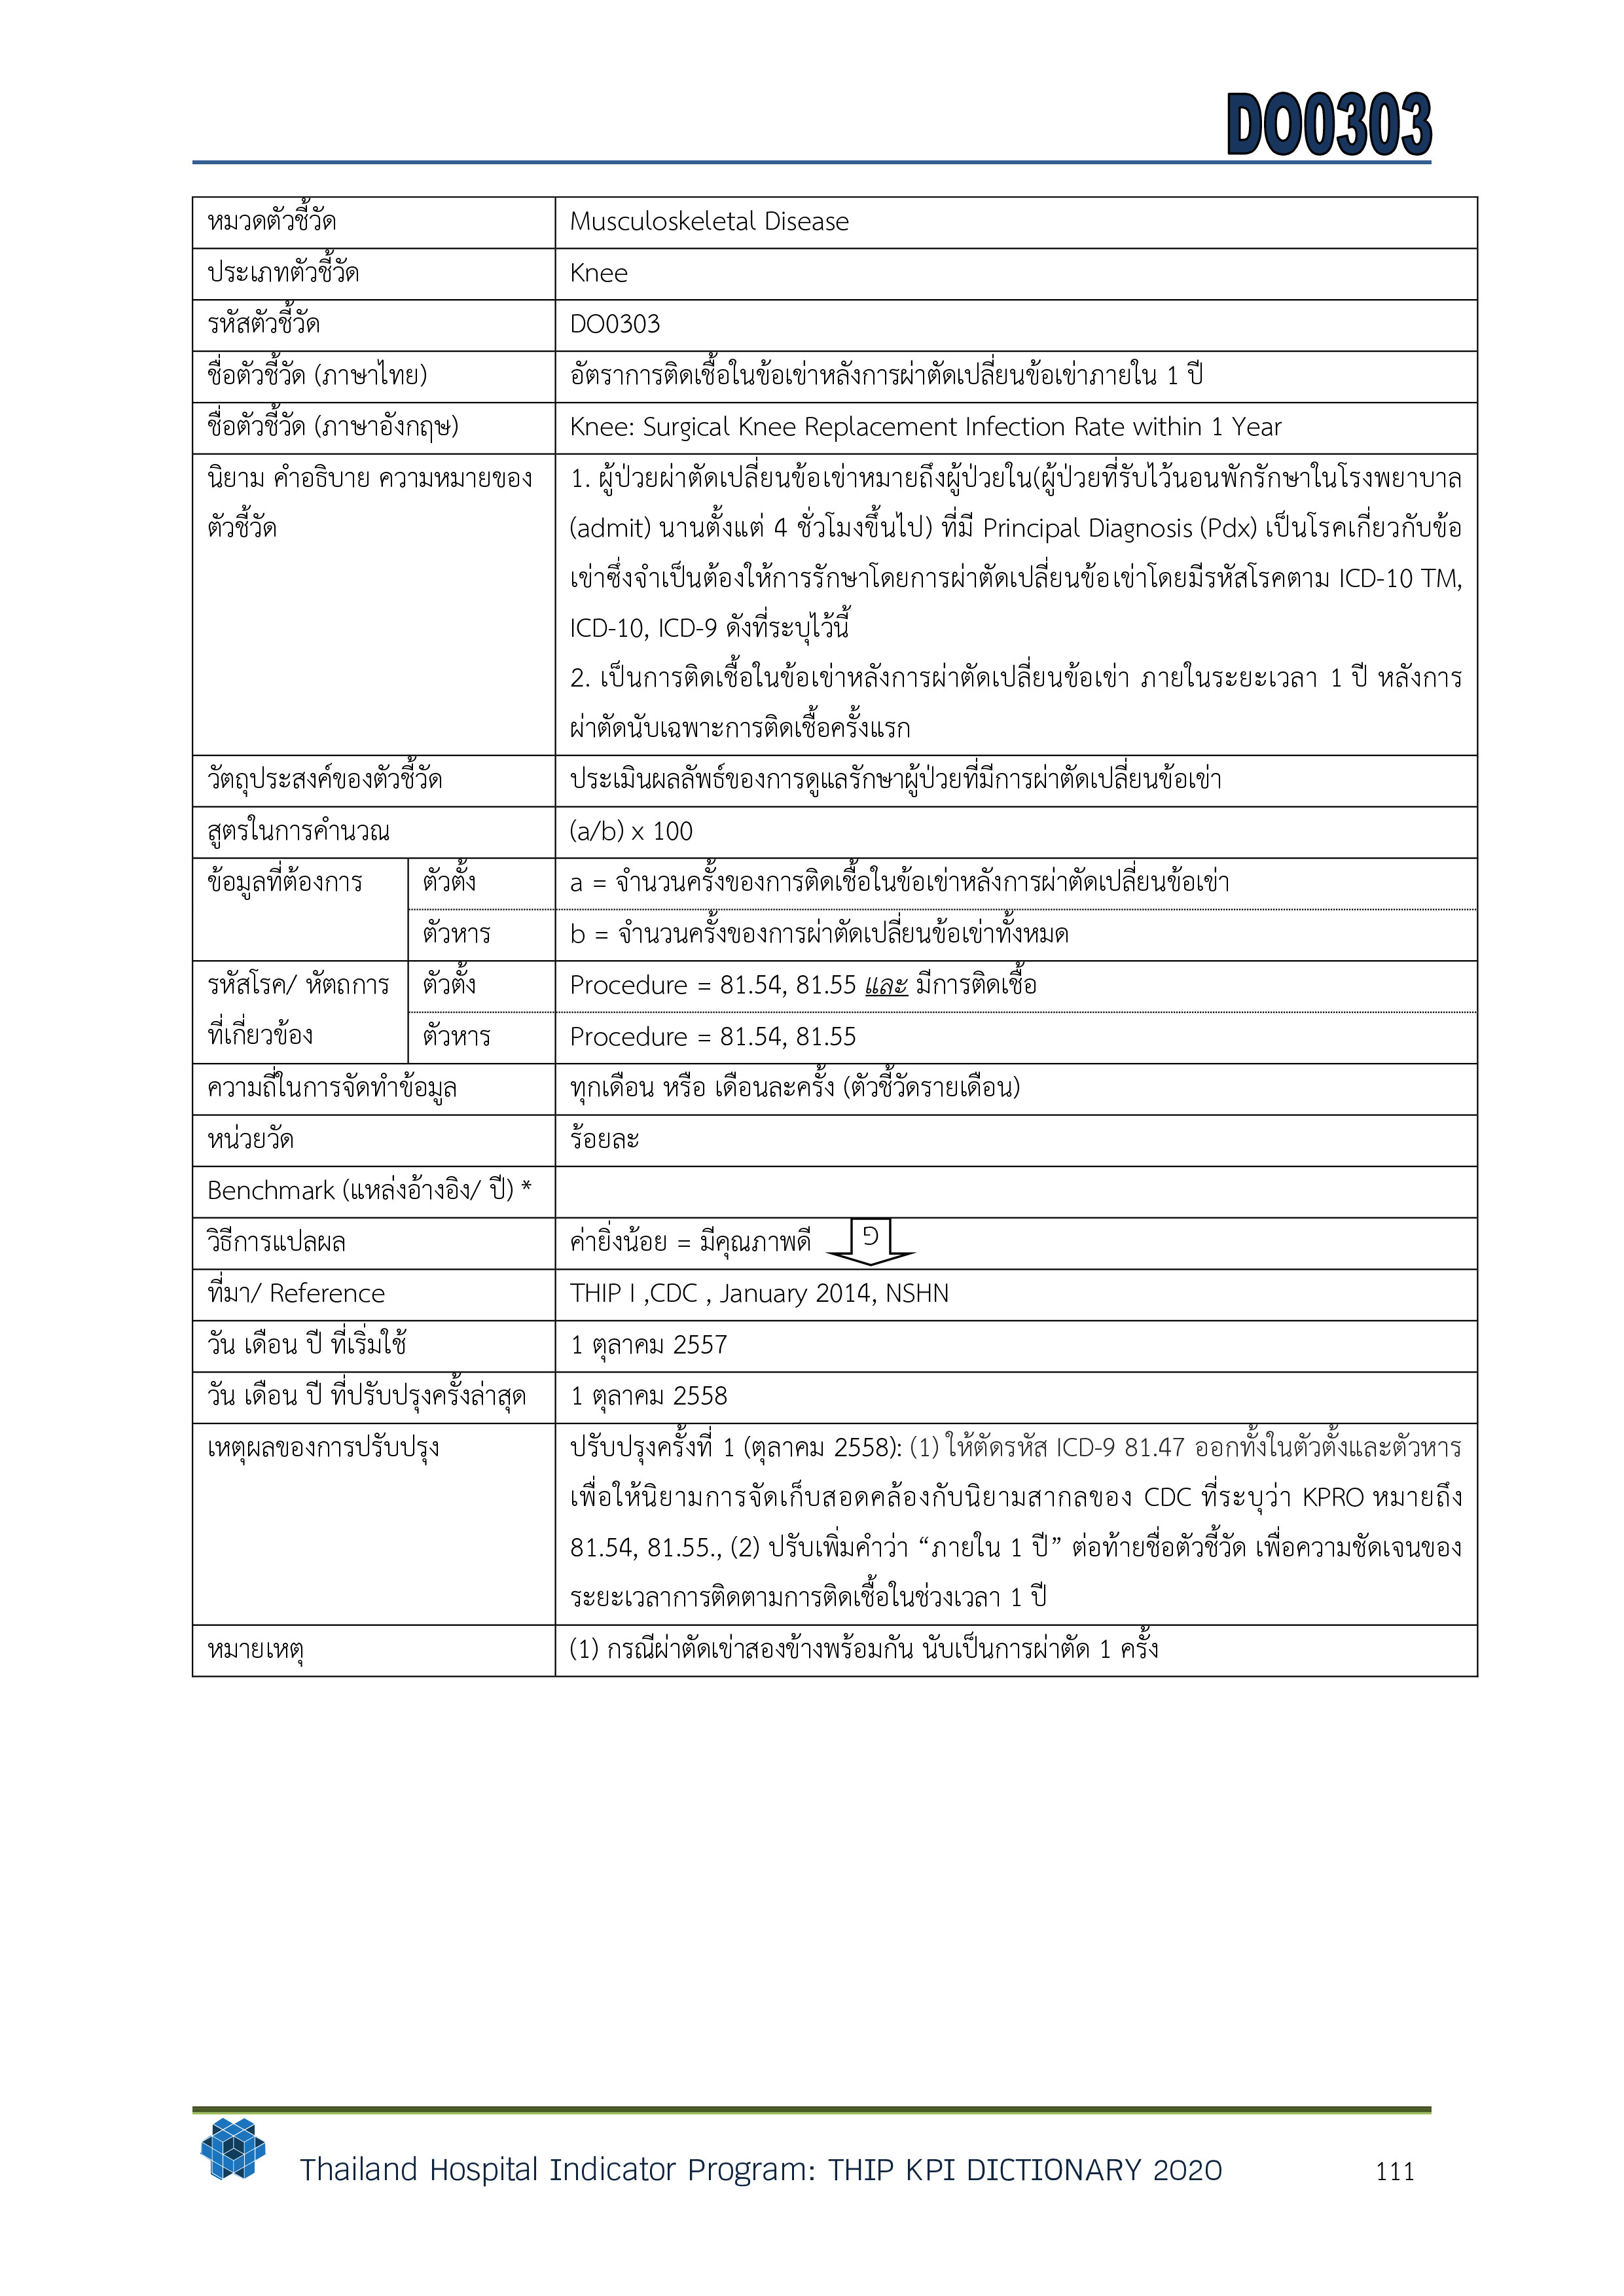 DO0303
หมวดตัวชี้วัด Musculoskeletal Disease
ประเภทตัวชี้วัด Knee
รหัสตัวชี้วัด DO0303
ชื่อตัวชี้วัด (ภาษาไทย) อัตราการติดเชื้อในข้อเข่าหลังการผ่าตัดเปลี่ยนข้อเข่าภายใน 1 ปี
ชื่อตัวชี้วัด (ภาษาอังกฤษ) Knee: Surgical Knee Replacement Infection Rate within 1 Year
นิยาม คำอธิบาย ความหมายของ
ตัวชี้วัด
1. ผู้ป่วยผ่าตัดเปลี่ยนข้อเข่าหมายถึงผู้ป่วยใน(ผู้ป่วยที่รับไว้นอนพักรักษาในโรงพยาบาล
(admit) นานตั้งแต่ 4 ชั่วโมงขึ้นไป) ที่มี Principal Diagnosis (Pdx) เป็นโรคเกี่ยวกับข้อ
เข่าซึ่งจำเป็นต้องให้การรักษาโดยการผ่าตัดเปลี่ยนข้อเข่าโดยมีรหัสโรคตาม ICD-10 TM,
ICD-10, ICD-9 ดังที่ระบุไว้นี้
2. เป็นการติดเชื้อในข้อเข่าหลังการผ่าตัดเปลี่ยนข้อเข่า ภายในระยะเวลา 1 ปี หลังการ
ผ่าตัดนับเฉพาะการติดเชื้อครั้งแรก
วัตถุประสงค์ของตัวชี้วัด ประเมินผลลัพธ์ของการดูแลรักษาผู้ป่วยที่มีการผ่าตัดเปลี่ยนข้อเข่า
สูตรในการคำนวณ (a/b) x 100
ข้อมูลที่ต้องการ ตัวตั้ง a = จำนวนครั้งของการติดเชื้อในข้อเข่าหลังการผ่าตัดเปลี่ยนข้อเข่า
ตัวหาร b = จำนวนครั้งของการผ่าตัดเปลี่ยนข้อเข่าทั้งหมด
รหัสโรค/ หัตถการ ตัวตั้ง Procedure = 81.54, 81.55 และ มีการติดเชื้อ
ที่เกี่ยวข้อง ตัวหาร Procedure = 81.54, 81.55
ความถี่ในการจัดทำข้อมูล ทุกเดือน หรือ เดือนละครั้ง (ตัวชี้วัดรายเดือน)
หน่วยวัด ร้อยละ
Benchmark (แหล่งอ้างอิง/ ปี) *
วิธีการแปลผล ค่ายิ่งน้อย = มีคุณภาพดี
ที่มา/ Reference THIP I ,CDC , January 2014, NSHN
วัน เดือน ปี ที่เริ่มใช้ 1 ตุลาคม 2557
วัน เดือน ปี ที่ปรับปรุงครั้งล่าสุด 1 ตุลาคม 2558
เหตุผลของการปรับปรุง ปรับปรุงครั้งที่ 1 (ตุลาคม 2558): (1) ให้ตัดรหัส ICD-9 81.47 ออกทั้งในตัวตั้งและตัวหาร
เพื่อให้นิยามการจัดเก็บสอดคล้องกับนิยามสากลของ CDC ที่ระบุว่า KPRO หมายถึง
81.54, 81.55., (2) ปรับเพิ่มคำว่า “ภายใน 1 ปี” ต่อท้ายชื่อตัวชี้วัด เพื่อความชัดเจนของ
ระยะเวลาการติดตามการติดเชื้อในช่วงเวลา 1 ปี
หมายเหตุ (1) กรณีผ่าตัดเข่าสองข้างพร้อมกัน นับเป็นการผ่าตัด 1 ครั้ง
Thailand Hospital Indicator Program: THIP KPI DICTIONARY 2020 111